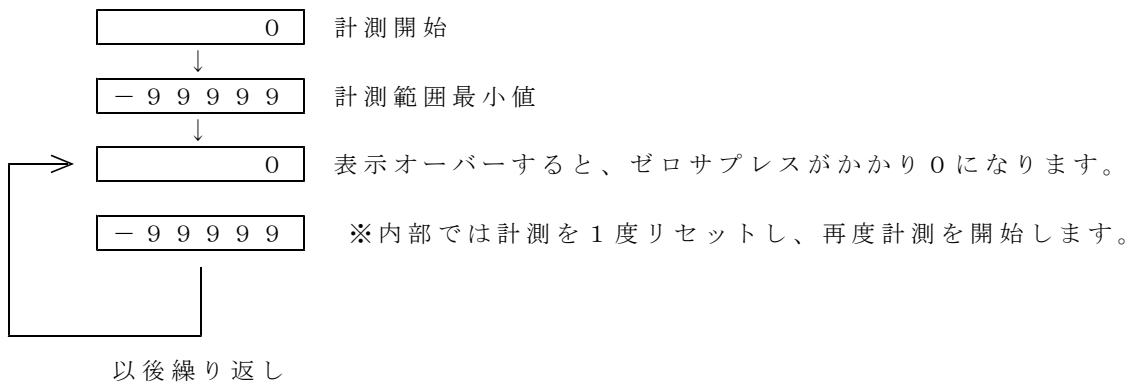 0 計測開始
↓
－99999 計測範囲最小値
↓
0 表示オーバーすると、ゼロサプレスがかかり0になります。
－99999 ※内部では計測を1度リセットし、再度計測を開始します。
以後繰り返し